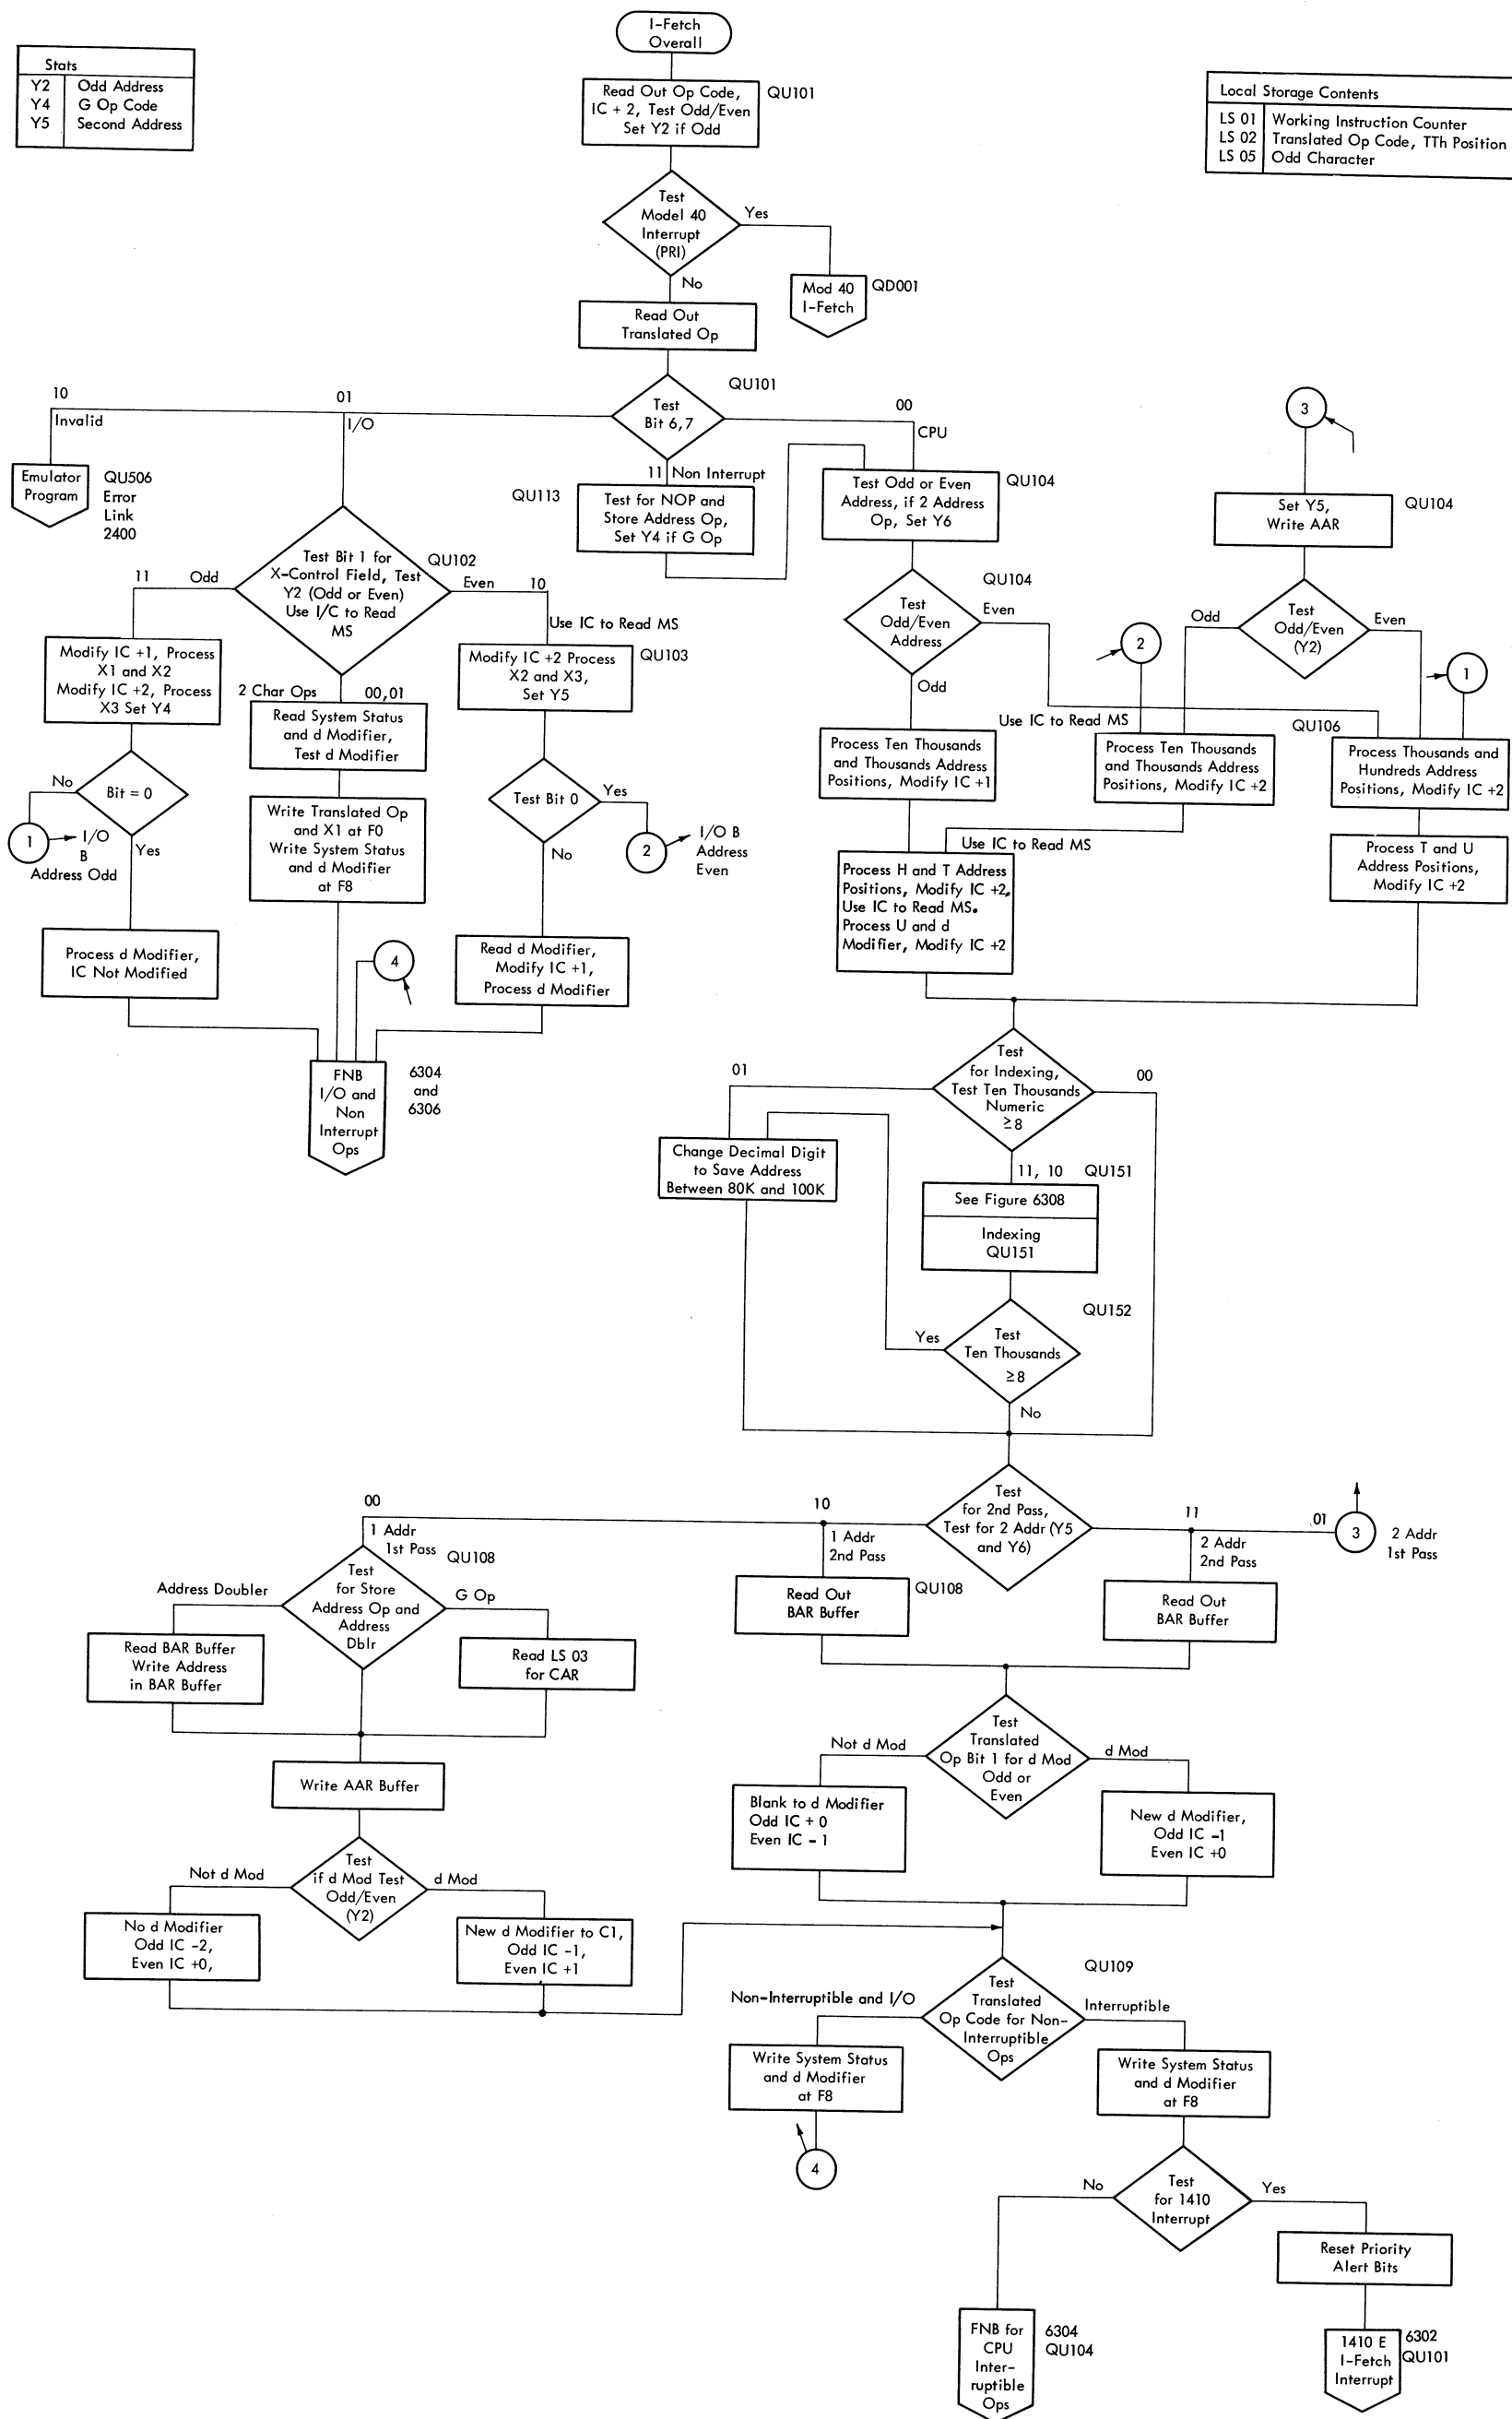 I-Fetch
Overall
Stats
Y2 Odd Address
Y4 G Op Code
Y5 Second Address
Local Storage Contents
LS 01 Working Instruction Counter
LS 02 Translated Op Code, TTh Position
LS 05 Odd Character
Read Out Op Code,
IC + 2, Test Odd/Even
Set Y2 if Odd
QU101
Test
Model 40
Interrupt
(PRI)
Yes
No
Mod 40
I-Fetch
QD001
Read Out
Translated Op
Test
Bit 6,7
QU101
10
Invalid
01
I/O
00
CPU
11 Non Interrupt
Emulator
Program
QU506
Error
Link
2400
QU113
Test for NOP and
Store Address Op,
Set Y4 if G Op
Test Odd or Even
Address, if 2 Address
Op, Set Y6
QU104
3
Set Y5,
Write AAR
QU104
Test Bit 1 for
X-Control Field, Test
Y2 (Odd or Even)
Use I/C to Read
MS
QU102
11 Odd
Even 10
Use IC to Read MS
Test
Odd/Even
Address
QU104
Even
Odd
Test
Odd/Even
(Y2)
Odd
Even
2
1
Modify IC +1, Process
X1 and X2
Modify IC +2, Process
X3 Set Y4
2 Char Ops 00,01
Read System Status
and d Modifier,
Test d Modifier
Modify IC +2 Process
X2 and X3,
Set Y5
QU103
Use IC to Read MS
QU106
Process Ten Thousands
and Thousands Address
Positions, Modify IC +1
Process Ten Thousands
and Thousands Address
Positions, Modify IC +2
Process Thousands and
Hundreds Address
Positions, Modify IC +2
No
Bit = 0
Yes
1
I/O
B
Address Odd
Write Translated Op
and X1 at F0
Write System Status
and d Modifier
at F8
Test Bit 0
Yes
No
2
I/O B
Address
Even
Use IC to Read MS
Process H and T Address
Positions, Modify IC +2,
Use IC to Read MS.
Process U and d
Modifier, Modify IC +2
Process T and U
Address Positions,
Modify IC +2
Process d Modifier,
IC Not Modified
4
Read d Modifier,
Modify IC +1,
Process d Modifier
FNB
I/O and
Non
Interrupt
Ops
6304
and
6306
Test
for Indexing,
Test Ten Thousands
Numeric
≥8
01
00
11, 10 QU151
Change Decimal Digit
to Save Address
Between 80K and 100K
See Figure 6308
Indexing
QU151
QU152
Test
Ten Thousands
≥8
Yes
No
Test
for 2nd Pass,
Test for 2 Addr (Y5
and Y6)
00
1 Addr
1st Pass
10
1 Addr
2nd Pass
11
2 Addr
2nd Pass
01
3
2 Addr
1st Pass
QU108
Test
for Store
Address Op and
Address
Dblr
Address Doubler
G Op
Read BAR Buffer
Write Address
in BAR Buffer
Read LS 03
for CAR
Read Out
BAR Buffer
QU108
Read Out
BAR Buffer
Write AAR Buffer
Test
Translated
Op Bit 1 for d Mod
Odd or
Even
Not d Mod
d Mod
Blank to d Modifier
Odd IC + 0
Even IC - 1
New d Modifier,
Odd IC -1
Even IC +0
Test
if d Mod Test
Odd/Even
(Y2)
Not d Mod
d Mod
No d Modifier
Odd IC -2,
Even IC +0,
New d Modifier to C1,
Odd IC -1,
Even IC +1
Test
Translated
Op Code for Non-
Interruptible
Ops
QU109
Non-Interruptible and I/O
Interruptible
Write System Status
and d Modifier
at F8
Write System Status
and d Modifier
at F8
4
Test
for 1410
Interrupt
No
Yes
Reset Priority
Alert Bits
FNB for
CPU
Inter-
ruptible
Ops
6304
QU104
1410 E
I-Fetch
Interrupt
6302
QU101